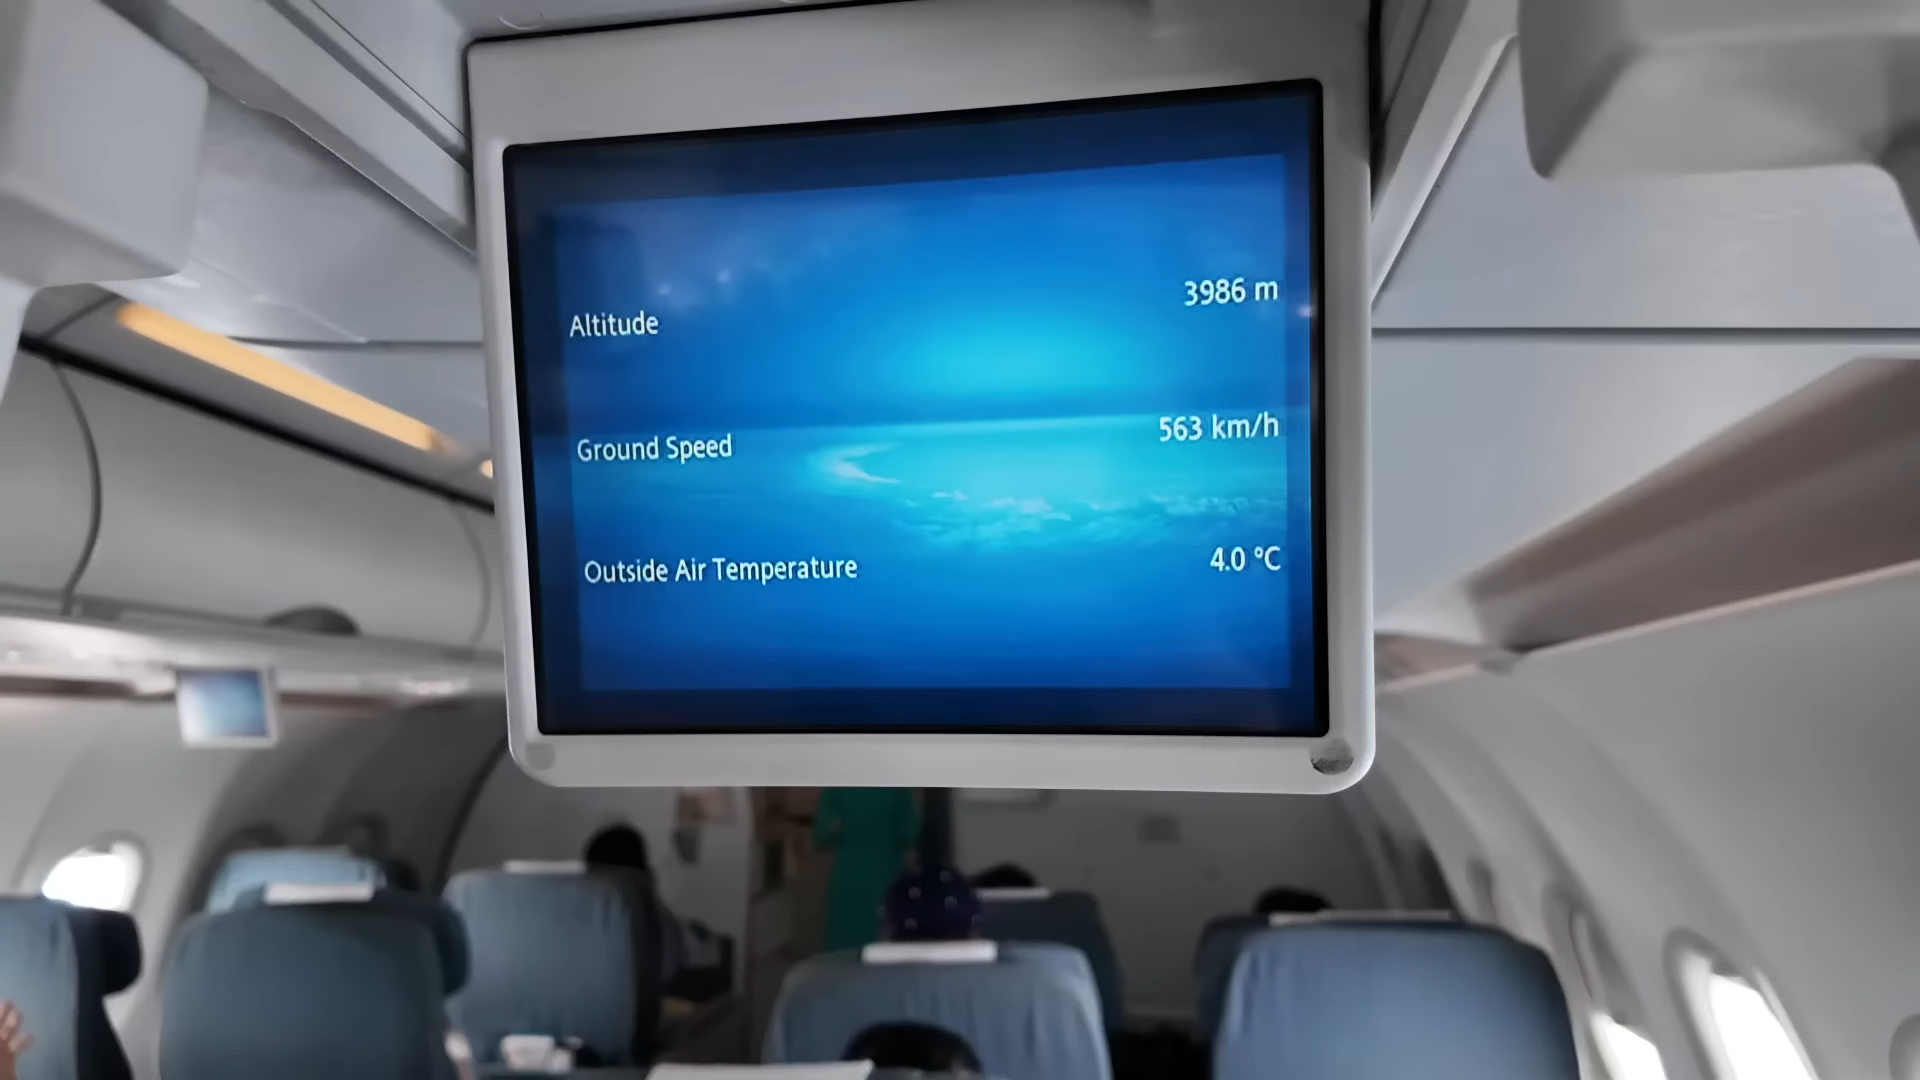 Altitude 3986 m
Ground Speed 563 km/h
Outside Air Temperature 4.0 °C